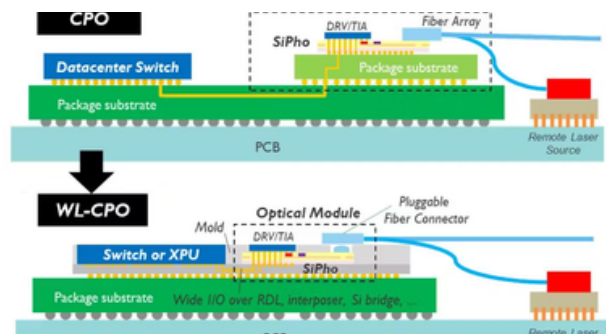 CPO
DRV/TIA
Fiber Array
SiPho
Datacenter Switch
Package substrate
Package substrate
PCB
Remote Laser
Source
WL-CPO
Optical Module
Pluggable
Fiber Connector
Mold
DRV/TIA
Switch or XPU
SiPho
Package substrate
Wide I/O over RDL, interposer, Si bridge, ...
Remote Laser